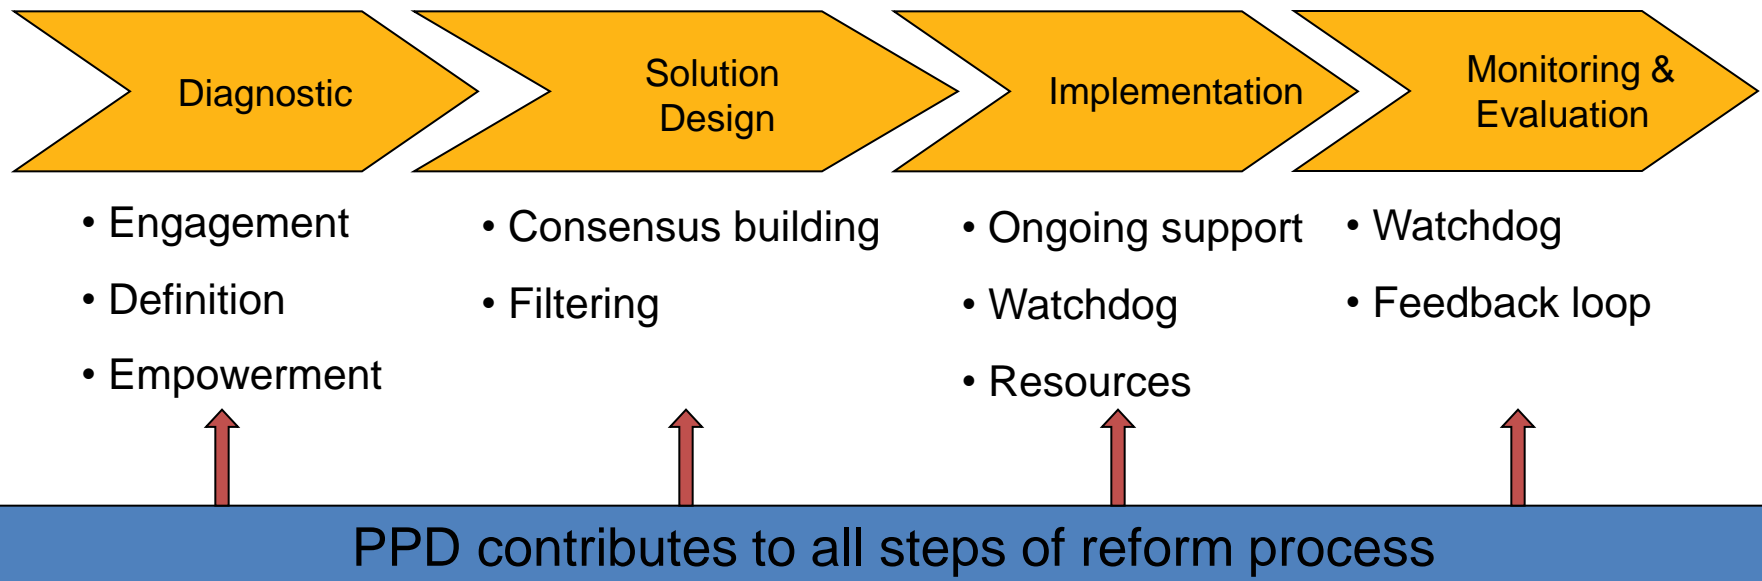 Diagnostic
Solution
Design
Implementation
Monitoring &
Evaluation
• Engagement
• Definition
• Empowerment
• Consensus building
• Filtering
• Ongoing support
• Watchdog
• Resources
• Watchdog
• Feedback loop
PPD contributes to all steps of reform process